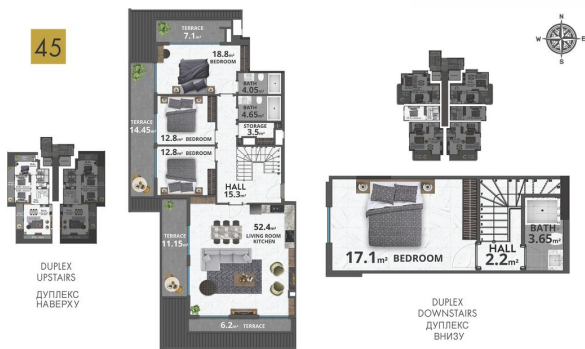 45
TERRACE
7.1m²
18.8m²
BEDROOM
BATH
4.05m²
BATH
4.65m²
STORAGE
3.5m²
TERRACE
14.45m²
12.8m² BEDROOM
12.8m² BEDROOM
HALL
15.3m²
TERRACE
11.15m²
52.4m²
LIVING ROOM
KITCHEN
6.2m² TERRACE
DUPLEX
UPSTAIRS
ДУПЛЕКС
НАВЕРХУ
N
W
E
S
17.1m² BEDROOM
HALL
2.2m²
BATH
3.65m²
DUPLEX
DOWNSTAIRS
ДУПЛЕКС
ВНИЗУ